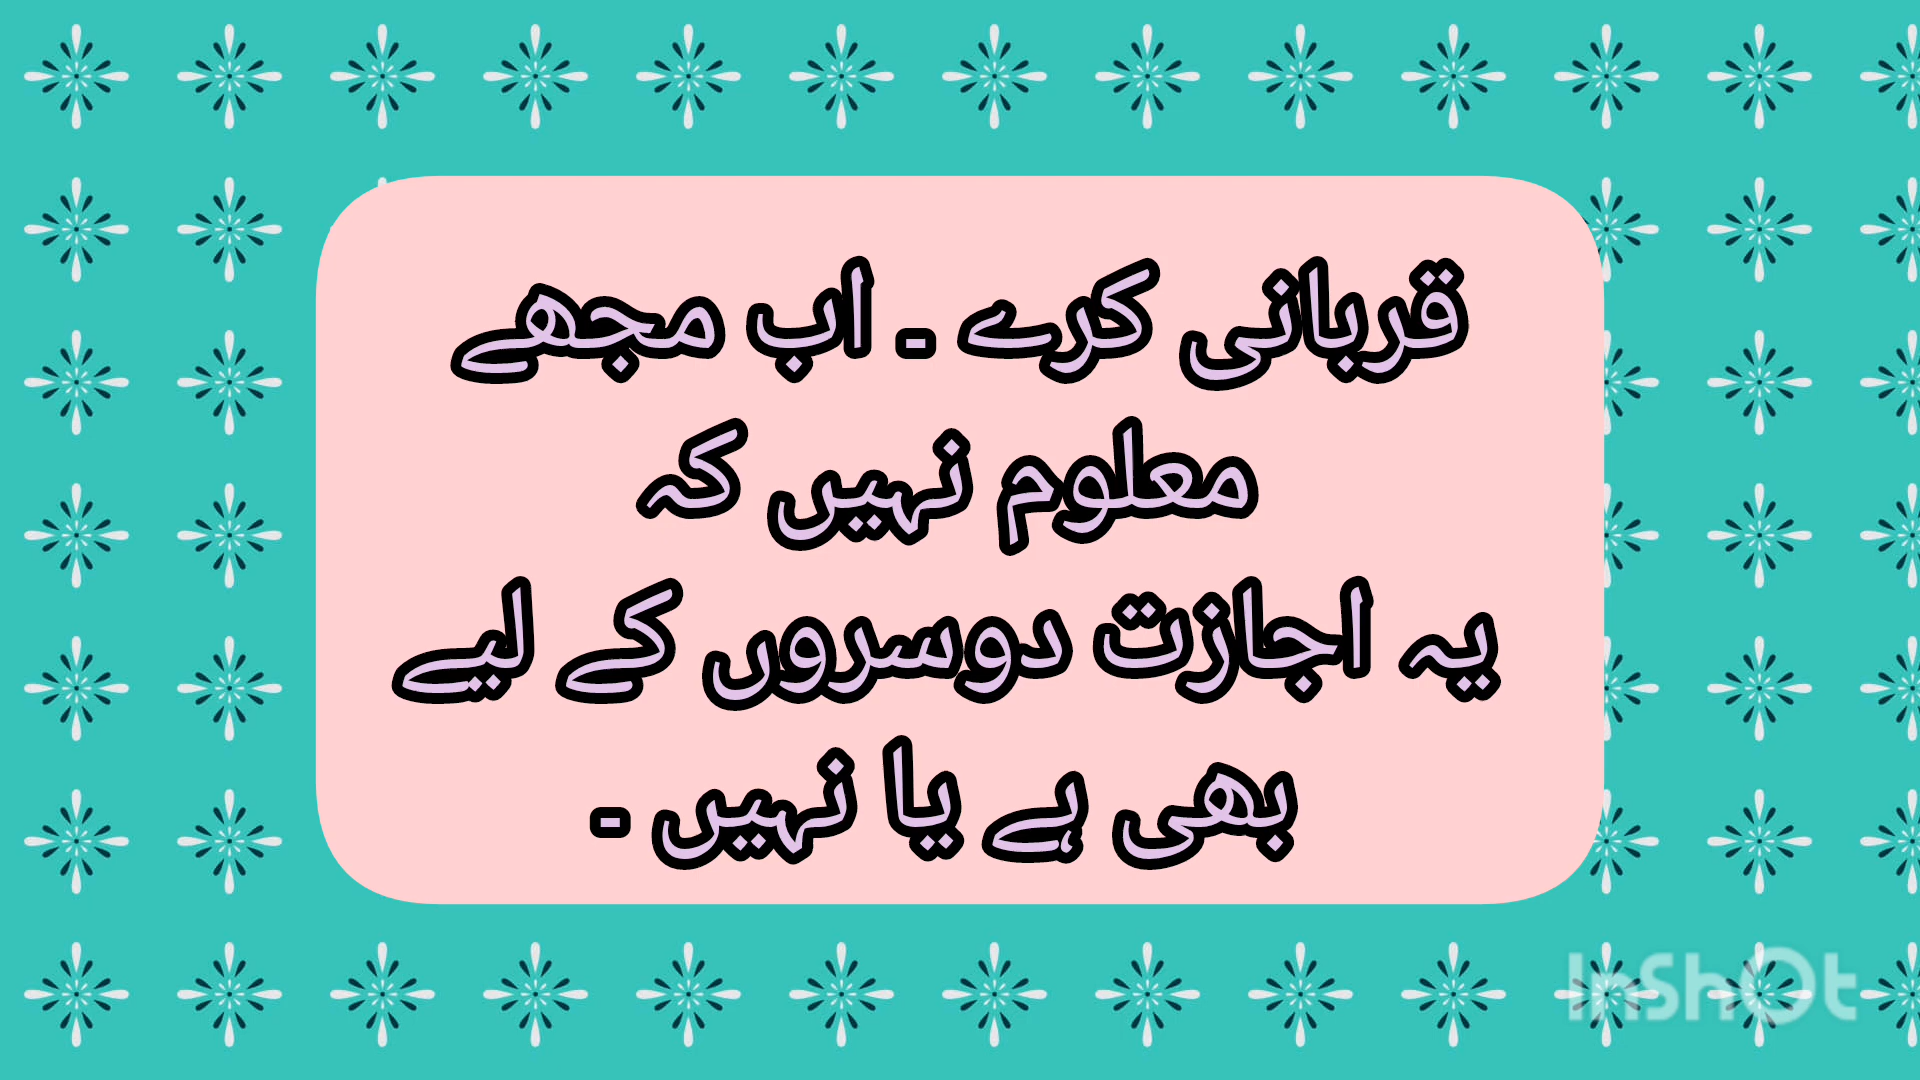 قربانی کرے ۔ اب مجھے
معلوم نہیں کہ
یہ اجازت دوسروں کے لیے
بھی ہے یا نہیں ۔
InShOt